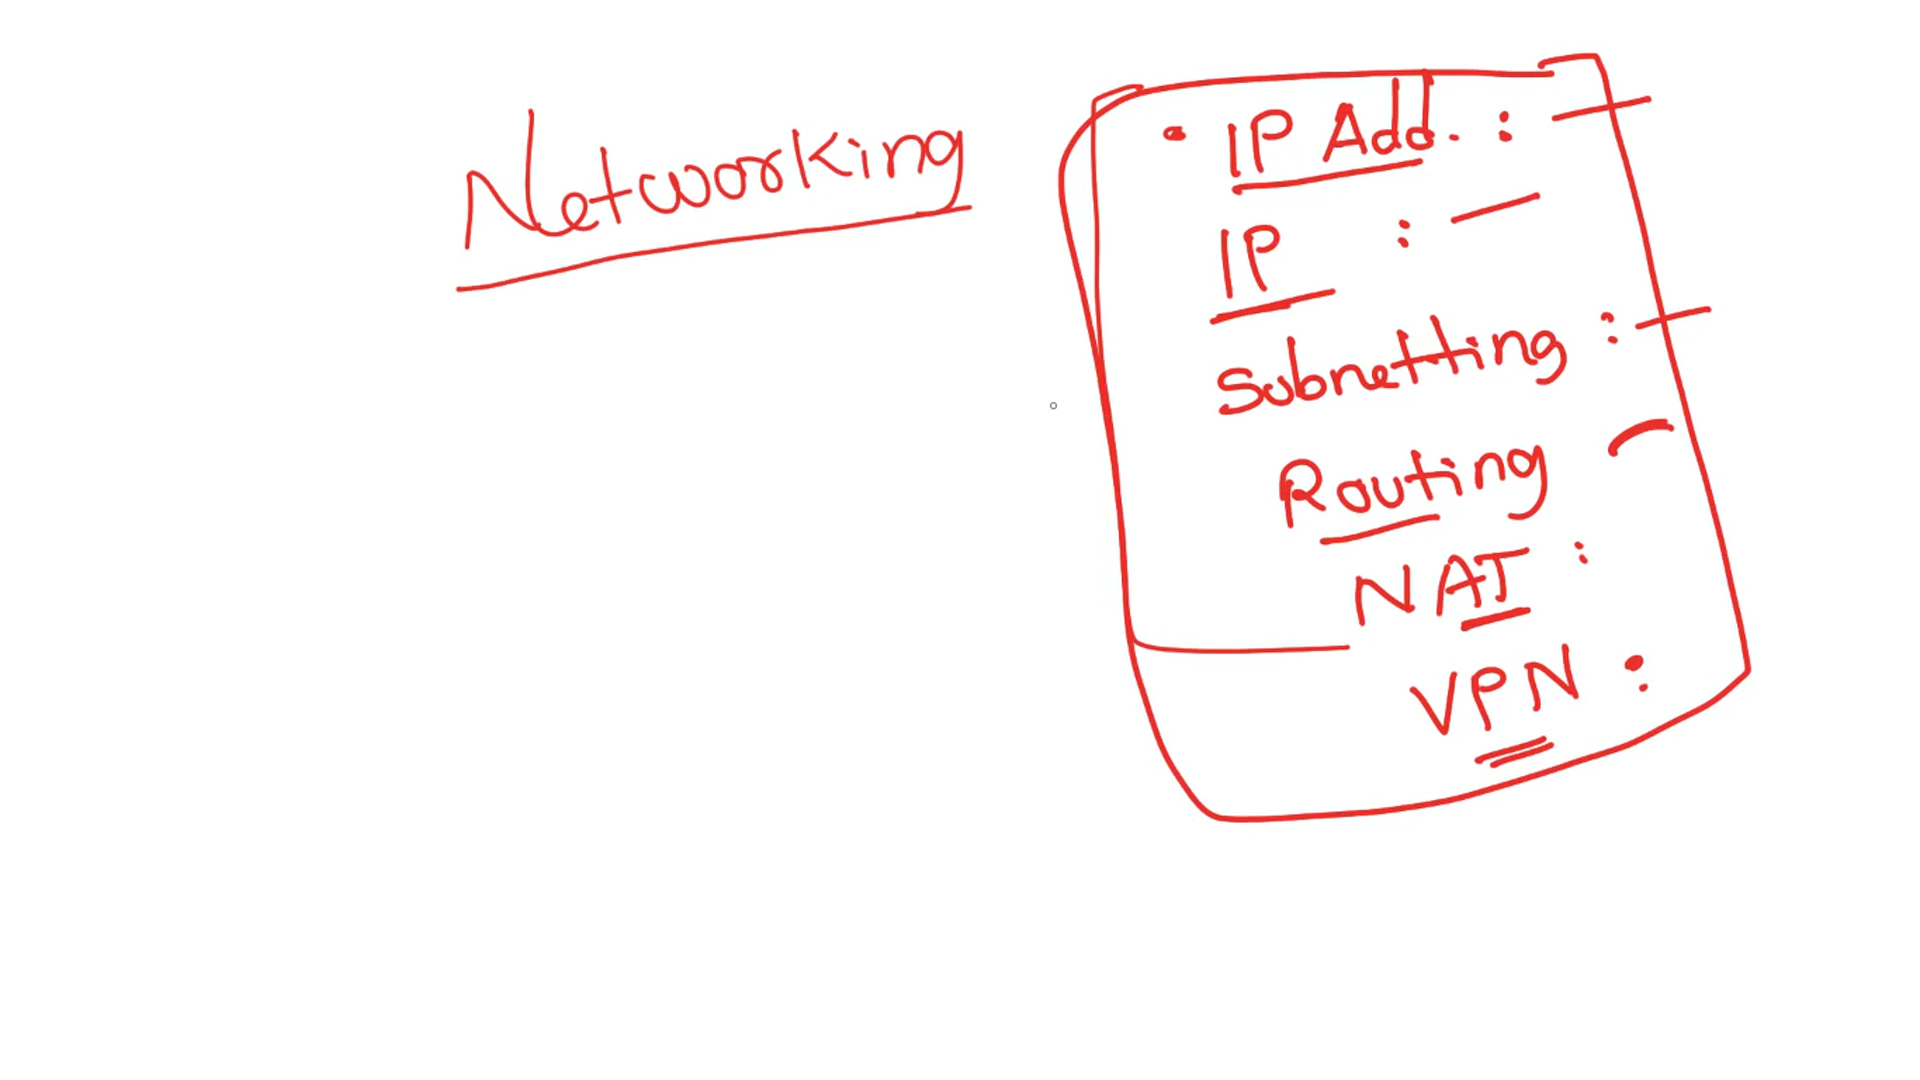 Networking
• IP Add. : —
IP : —
Subnetting : —
Routing
NAT :
VPN :